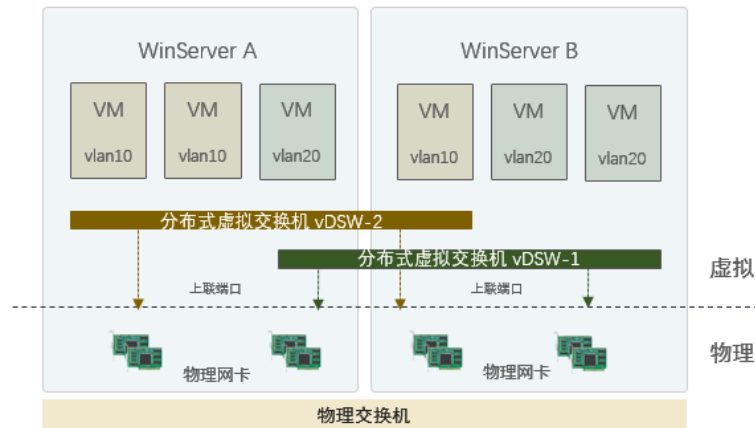 WinServer A
WinServer B
VM
vlan10
VM
vlan10
VM
vlan20
VM
vlan10
VM
vlan20
VM
vlan20
分布式虚拟交换机 vDSW-2
分布式虚拟交换机 vDSW-1
虚拟
上联端口
上联端口
物理
物理网卡
物理网卡
物理交换机